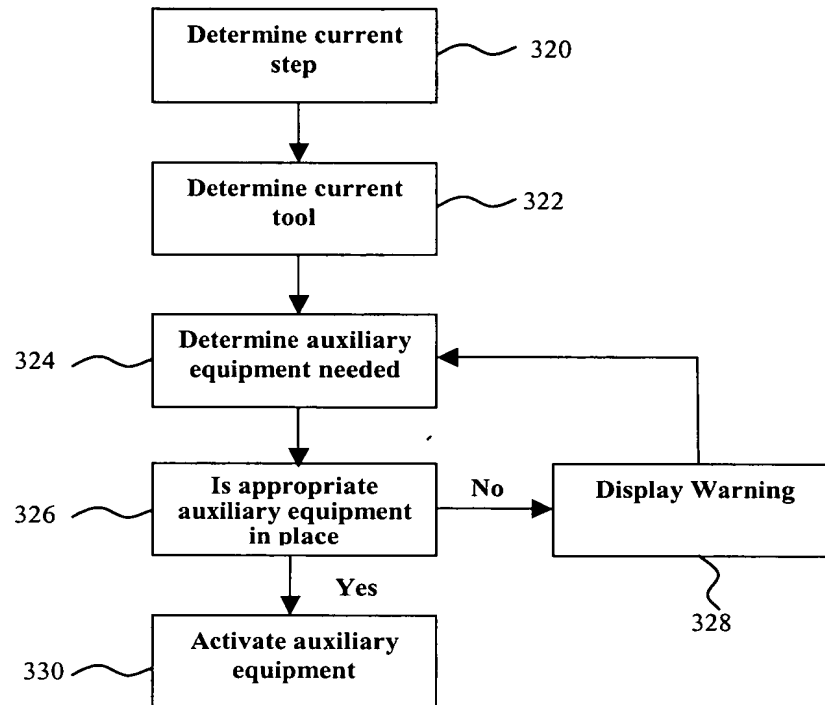 Determine current
step
320
Determine current
tool
322
324
Determine auxiliary
equipment needed
326
Is appropriate
auxiliary equipment
in place
No
Display Warning
328
Yes
330
Activate auxiliary
equipment